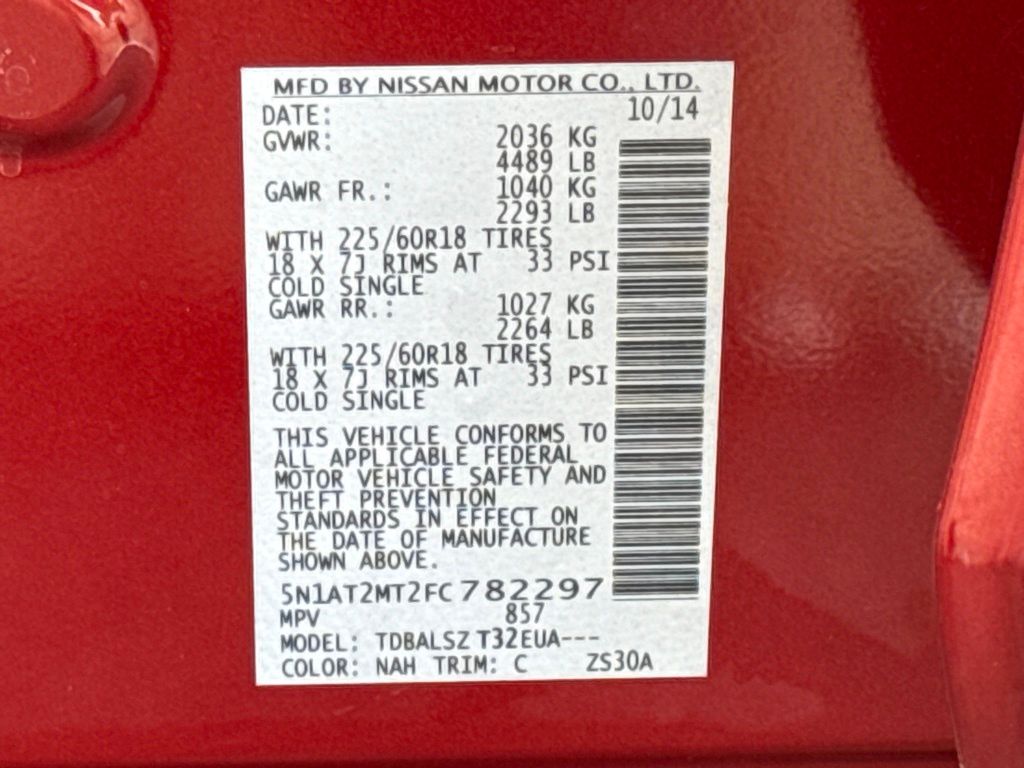 MFD BY NISSAN MOTOR CO., LTD.
DATE: 10/14
GVWR: 2036 KG
4489 LB
GAWR FR.: 1040 KG
2293 LB
WITH 225/60R18 TIRES
18 X 7J RIMS AT 33 PSI
COLD SINGLE
GAWR RR.: 1027 KG
2264 LB
WITH 225/60R18 TIRES
18 X 7J RIMS AT 33 PSI
COLD SINGLE
THIS VEHICLE CONFORMS TO
ALL APPLICABLE FEDERAL
MOTOR VEHICLE SAFETY AND
THEFT PREVENTION
STANDARDS IN EFFECT ON
THE DATE OF MANUFACTURE
SHOWN ABOVE.
5N1AT2MT2FC782297
MPV 857
MODEL: TDBALSZ T32EUA---
COLOR: NAH TRIM: C ZS30A